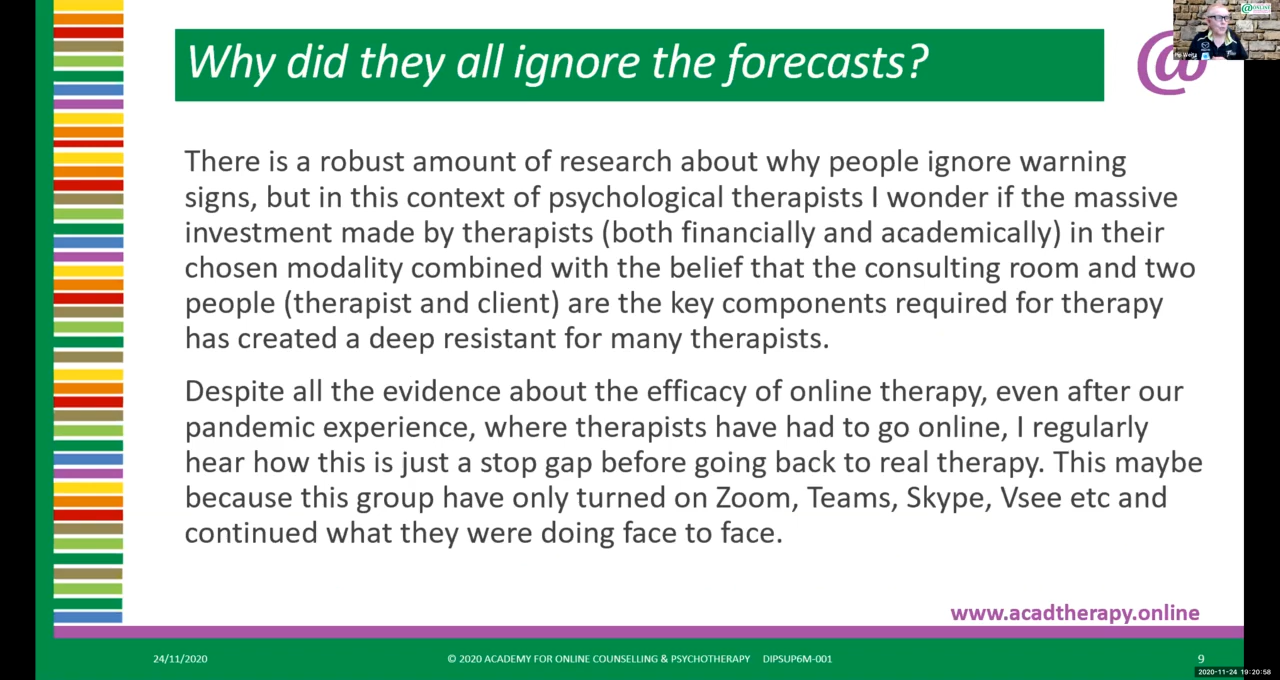 Why did they all ignore the forecasts?
@ONLINE
@
There is a robust amount of research about why people ignore warning
signs, but in this context of psychological therapists I wonder if the massive
investment made by therapists (both financially and academically) in their
chosen modality combined with the belief that the consulting room and two
people (therapist and client) are the key components required for therapy
has created a deep resistant for many therapists.
Despite all the evidence about the efficacy of online therapy, even after our
pandemic experience, where therapists have had to go online, I regularly
hear how this is just a stop gap before going back to real therapy. This maybe
because this group have only turned on Zoom, Teams, Skype, Vsee etc and
continued what they were doing face to face.
www.acadtherapy.online
24/11/2020
© 2020 ACADEMY FOR ONLINE COUNSELLING & PSYCHOTHERAPY DIPSUP6M-001
9
2020-11-24 19:20:58